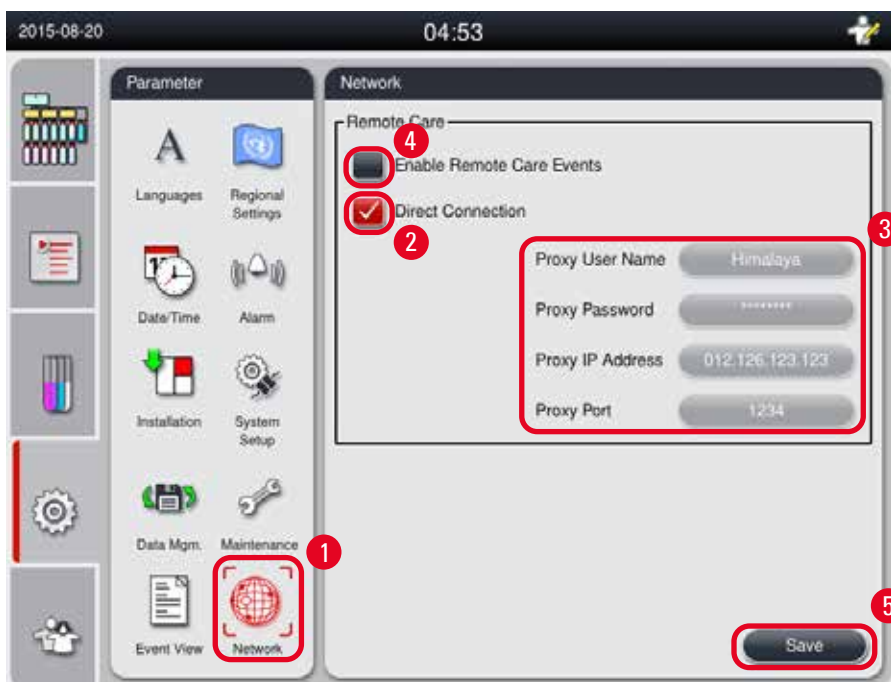 2015-08-20
04:53
Parameter
Languages
Regional
Settings
Date/Time
Alarm
Installation
System
Setup
Data Mgm.
Maintenance
Event View
Network
1
Network
Remote Care
4
Enable Remote Care Events
Direct Connection
2
3
Proxy User Name Himalaya
Proxy Password ********
Proxy IP Address 012.126.123.123
Proxy Port 1234
5
Save